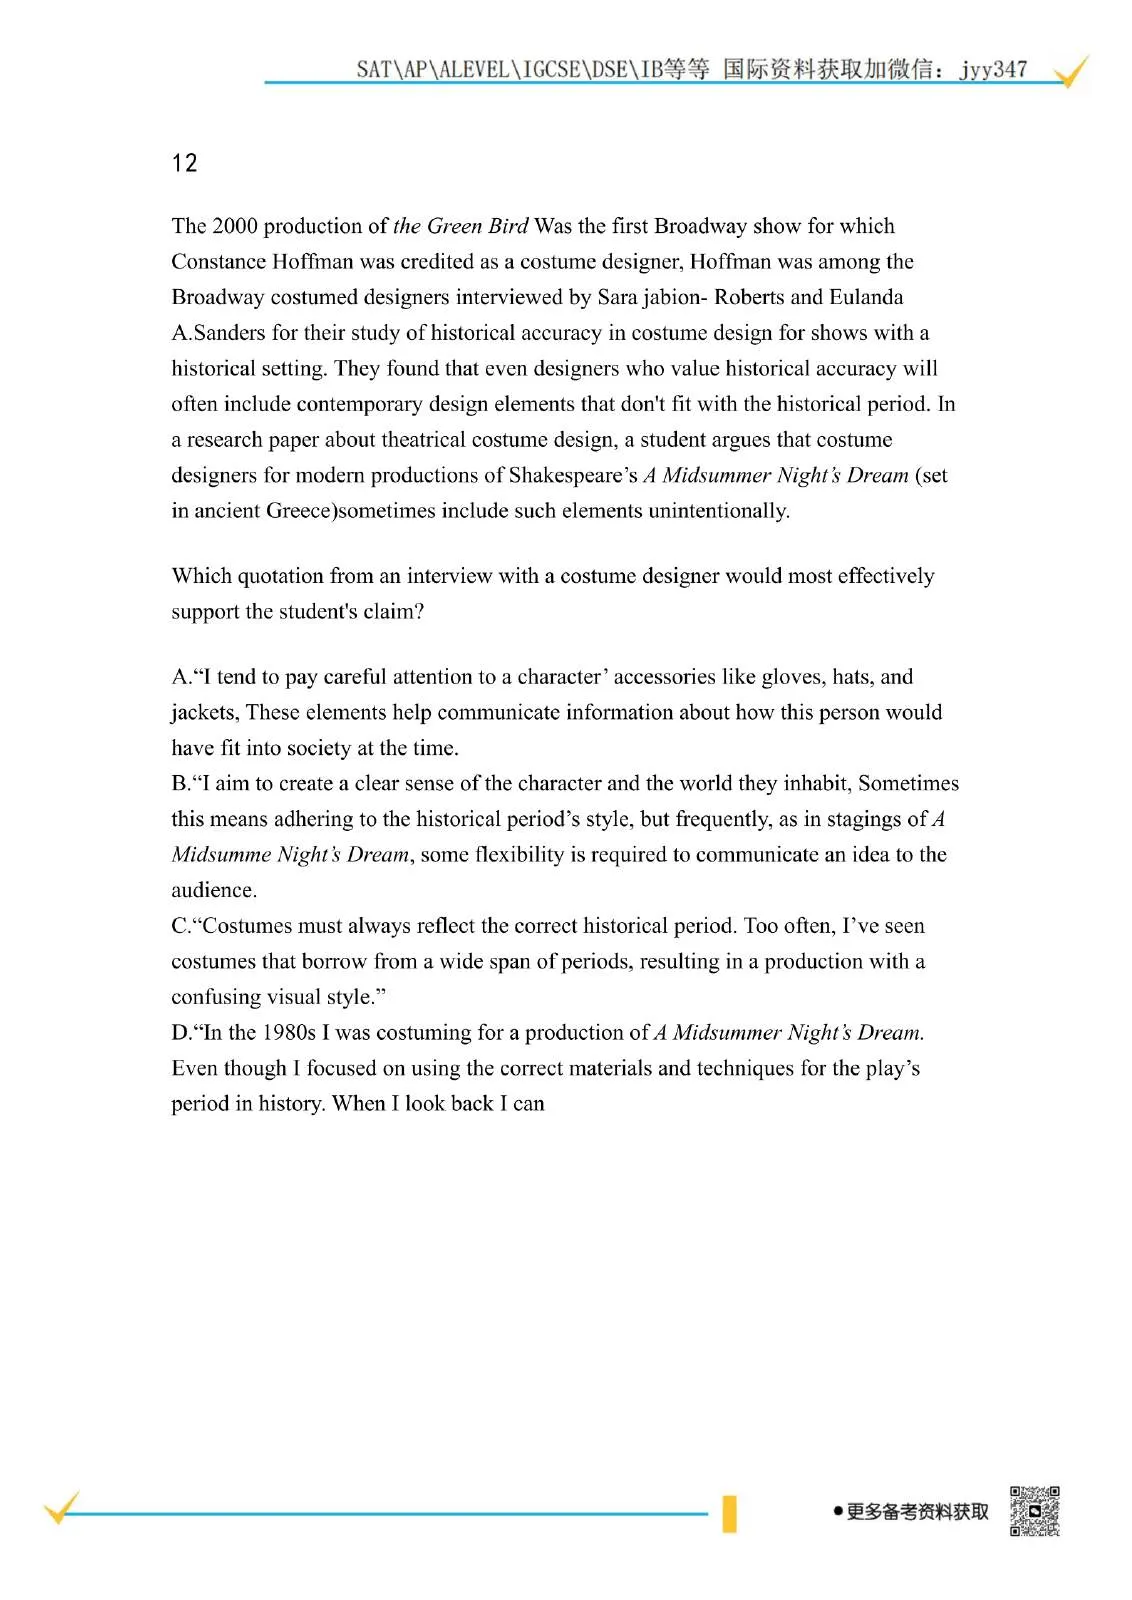 SAT\AP\ALEVEL\IGCSE\DSE\IB等等 国际资料获取加微信：jyy347
12
The 2000 production of the Green Bird Was the first Broadway show for which
Constance Hoffman was credited as a costume designer, Hoffman was among the
Broadway costumed designers interviewed by Sara jabion- Roberts and Eulanda
A.Sanders for their study of historical accuracy in costume design for shows with a
historical setting. They found that even designers who value historical accuracy will
often include contemporary design elements that don't fit with the historical period. In
a research paper about theatrical costume design, a student argues that costume
designers for modern productions of Shakespeare’s A Midsummer Night’s Dream (set
in ancient Greece)sometimes include such elements unintentionally.
Which quotation from an interview with a costume designer would most effectively
support the student's claim?
A.“I tend to pay careful attention to a character’ accessories like gloves, hats, and
jackets, These elements help communicate information about how this person would
have fit into society at the time.
B.“I aim to create a clear sense of the character and the world they inhabit, Sometimes
this means adhering to the historical period’s style, but frequently, as in stagings of A
Midsumme Night’s Dream, some flexibility is required to communicate an idea to the
audience.
C.“Costumes must always reflect the correct historical period. Too often, I’ve seen
costumes that borrow from a wide span of periods, resulting in a production with a
confusing visual style.”
D.“In the 1980s I was costuming for a production of A Midsummer Night’s Dream.
Even though I focused on using the correct materials and techniques for the play’s
period in history. When I look back I can
●更多备考资料获取